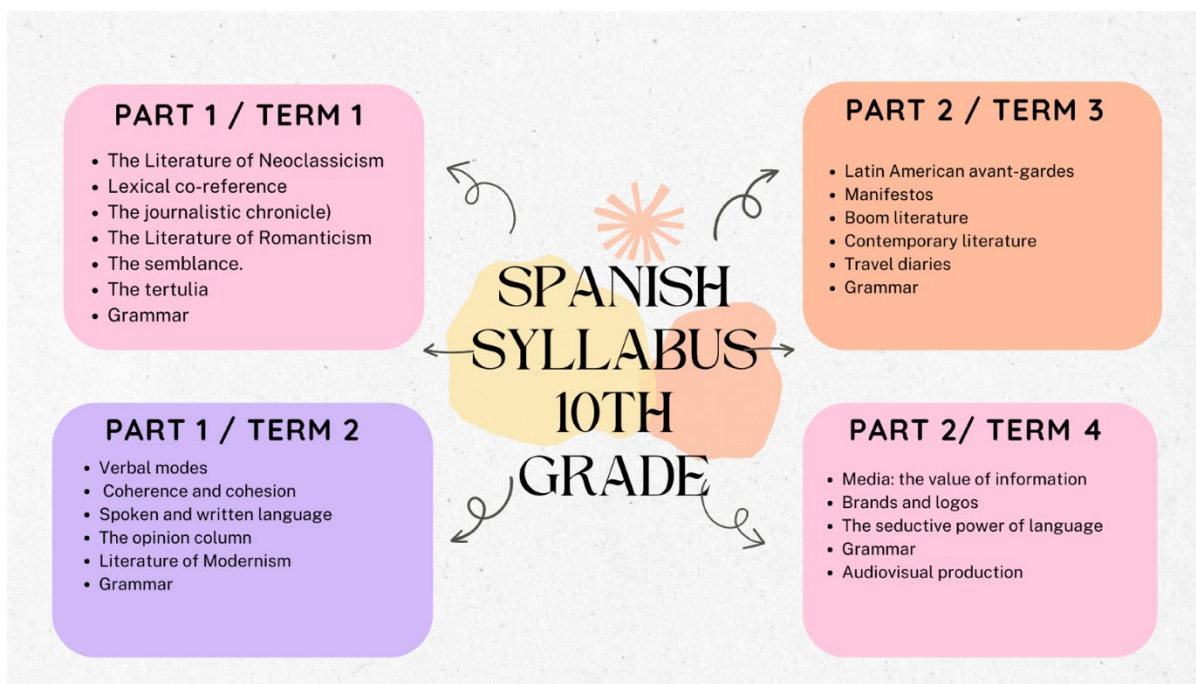 PART 1 / TERM 1
• The Literature of Neoclassicism
• Lexical co-reference
• The journalistic chronicle)
• The Literature of Romanticism
• The semblance.
• The tertulia
• Grammar
PART 1 / TERM 2
• Verbal modes
• Coherence and cohesion
• Spoken and written language
• The opinion column
• Literature of Modernism
• Grammar
SPANISH
SYLLABUS
10TH
GRADE
PART 2 / TERM 3
• Latin American avant-gardes
• Manifestos
• Boom literature
• Contemporary literature
• Travel diaries
• Grammar
PART 2/ TERM 4
• Media: the value of information
• Brands and logos
• The seductive power of language
• Grammar
• Audiovisual production